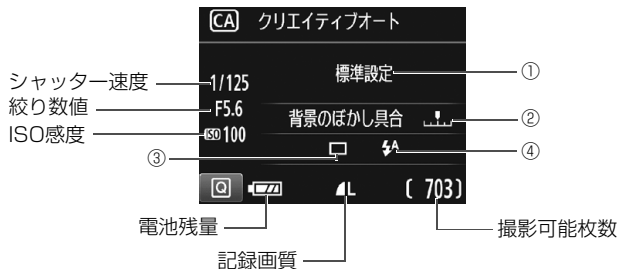 CA クリエイティブオート
標準設定 ①
シャッター速度 1/125
絞り数値 F5.6
背景のぼかし具合 ②
ISO感度 ISO 100
③ ④
Q L [ 703]
電池残量
撮影可能枚数
記録画質